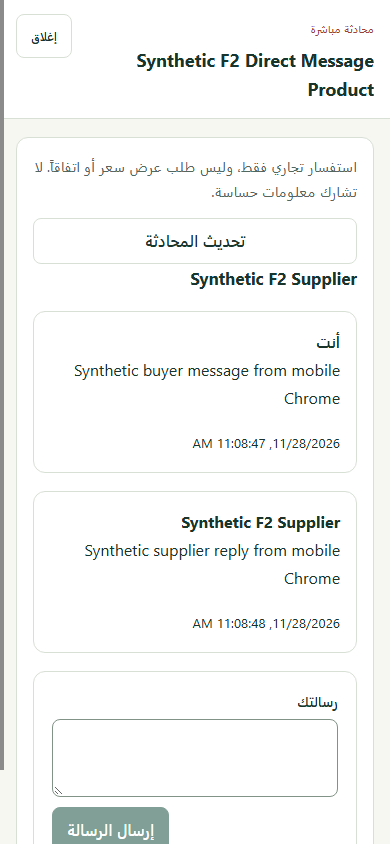 محادثة مباشرة
إغلاق
Synthetic F2 Direct Message
Product
استفسار تجاري فقط، وليس طلب عرض سعر أو اتفاقاً. لا
تشارك معلومات حساسة.
تحديث المحادثة
Synthetic F2 Supplier
أنت
Synthetic buyer message from mobile
Chrome
11/28/2026, 11:08:47 AM
Synthetic F2 Supplier
Synthetic supplier reply from mobile
Chrome
11/28/2026, 11:08:48 AM
رسالتك
إرسال الرسالة